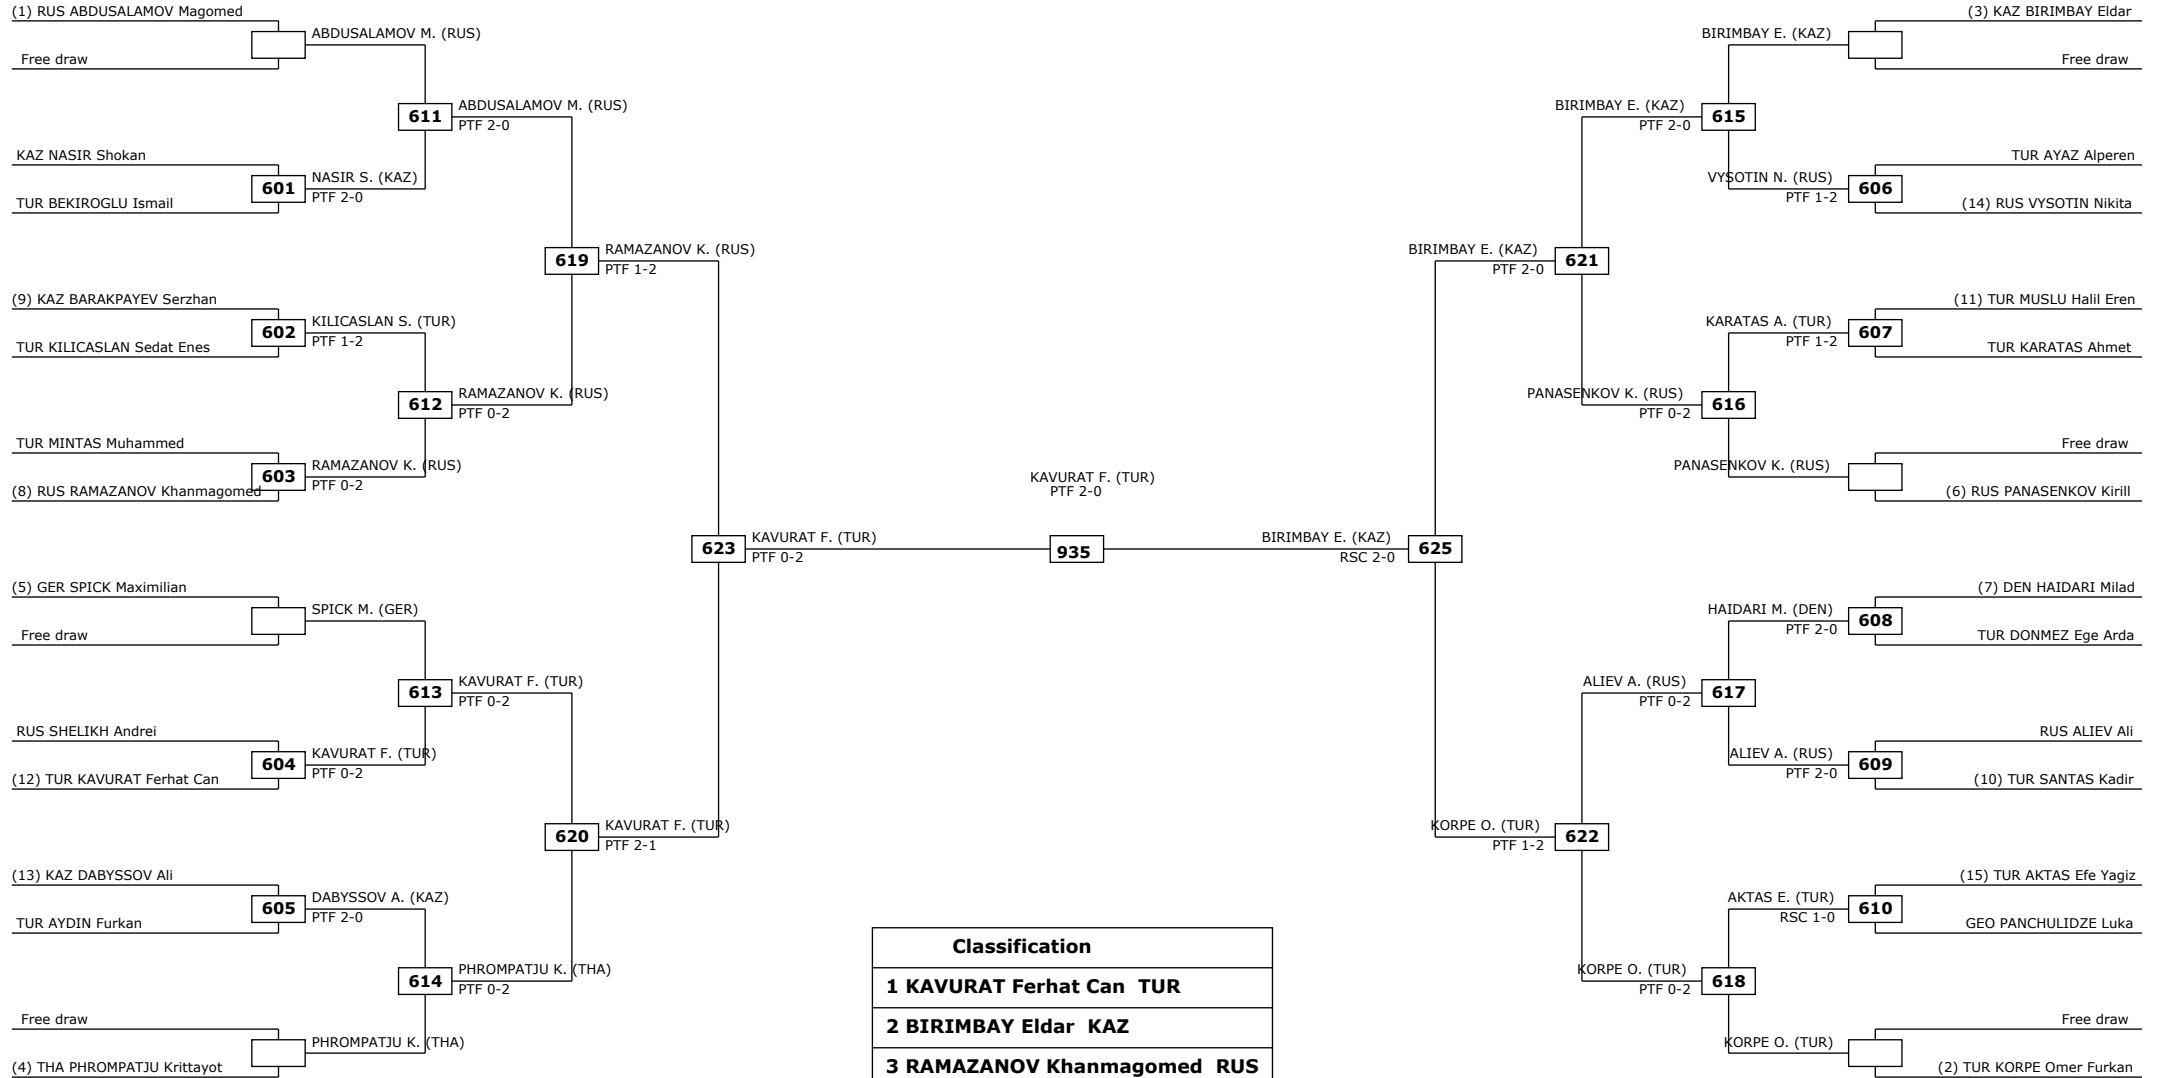 (1) RUS ABDUSALAMOV Magomed
ABDUSALAMOV M. (RUS)
Free draw
611
ABDUSALAMOV M. (RUS)
PTF 2-0
KAZ NASIR Shokan
601
NASIR S. (KAZ)
PTF 2-0
TUR BEKIROGLU Ismail
619
RAMAZANOV K. (RUS)
PTF 1-2
(9) KAZ BARAKPAYEV Serzhan
602
KILICASLAN S. (TUR)
PTF 1-2
TUR KILICASLAN Sedat Enes
612
RAMAZANOV K. (RUS)
PTF 0-2
TUR MINTAS Muhammed
603
RAMAZANOV K. (RUS)
PTF 0-2
(8) RUS RAMAZANOV Khanmagomed
623
KAVURAT F. (TUR)
PTF 0-2
(5) GER SPICK Maximilian
SPICK M. (GER)
Free draw
613
KAVURAT F. (TUR)
PTF 0-2
RUS SHELIKH Andrei
604
KAVURAT F. (TUR)
PTF 0-2
(12) TUR KAVURAT Ferhat Can
620
KAVURAT F. (TUR)
PTF 2-1
(13) KAZ DABYSSOV Ali
605
DABYSSOV A. (KAZ)
PTF 2-0
TUR AYDIN Furkan
614
PHROMPATJU K. (THA)
PTF 0-2
Free draw
PHROMPATJU K. (THA)
(4) THA PHROMPATJU Krittayot
KAVURAT F. (TUR)
PTF 2-0
935
(3) KAZ BIRIMBAY Eldar
BIRIMBAY E. (KAZ)
Free draw
BIRIMBAY E. (KAZ)
PTF 2-0
615
TUR AYAZ Alperen
VYSOTIN N. (RUS)
PTF 1-2
606
(14) RUS VYSOTIN Nikita
BIRIMBAY E. (KAZ)
PTF 2-0
621
(11) TUR MUSLU Halil Eren
KARATAS A. (TUR)
PTF 1-2
607
TUR KARATAS Ahmet
PANASENKOV K. (RUS)
PTF 0-2
616
Free draw
PANASENKOV K. (RUS)
(6) RUS PANASENKOV Kirill
BIRIMBAY E. (KAZ)
RSC 2-0
625
(7) DEN HAIDARI Milad
HAIDARI M. (DEN)
PTF 2-0
608
TUR DONMEZ Ege Arda
ALIEV A. (RUS)
PTF 0-2
617
RUS ALIEV Ali
ALIEV A. (RUS)
PTF 2-0
609
(10) TUR SANTAS Kadir
KORPE O. (TUR)
PTF 1-2
622
(15) TUR AKTAS Efe Yagiz
AKTAS E. (TUR)
RSC 1-0
610
GEO PANCHULIDZE Luka
KORPE O. (TUR)
PTF 0-2
618
Free draw
KORPE O. (TUR)
(2) TUR KORPE Omer Furkan
Classification
1 KAVURAT Ferhat Can TUR
2 BIRIMBAY Eldar KAZ
3 RAMAZANOV Khanmagomed RUS